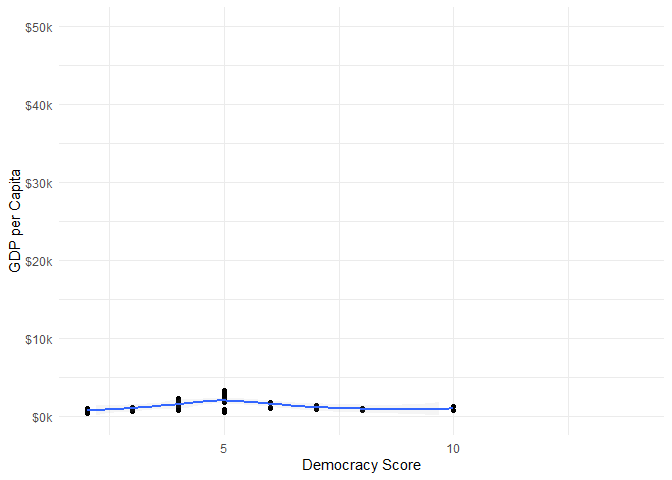 $50k
$40k
$30k
$20k
$10k
$0k
GDP per Capita
5 10
Democracy Score